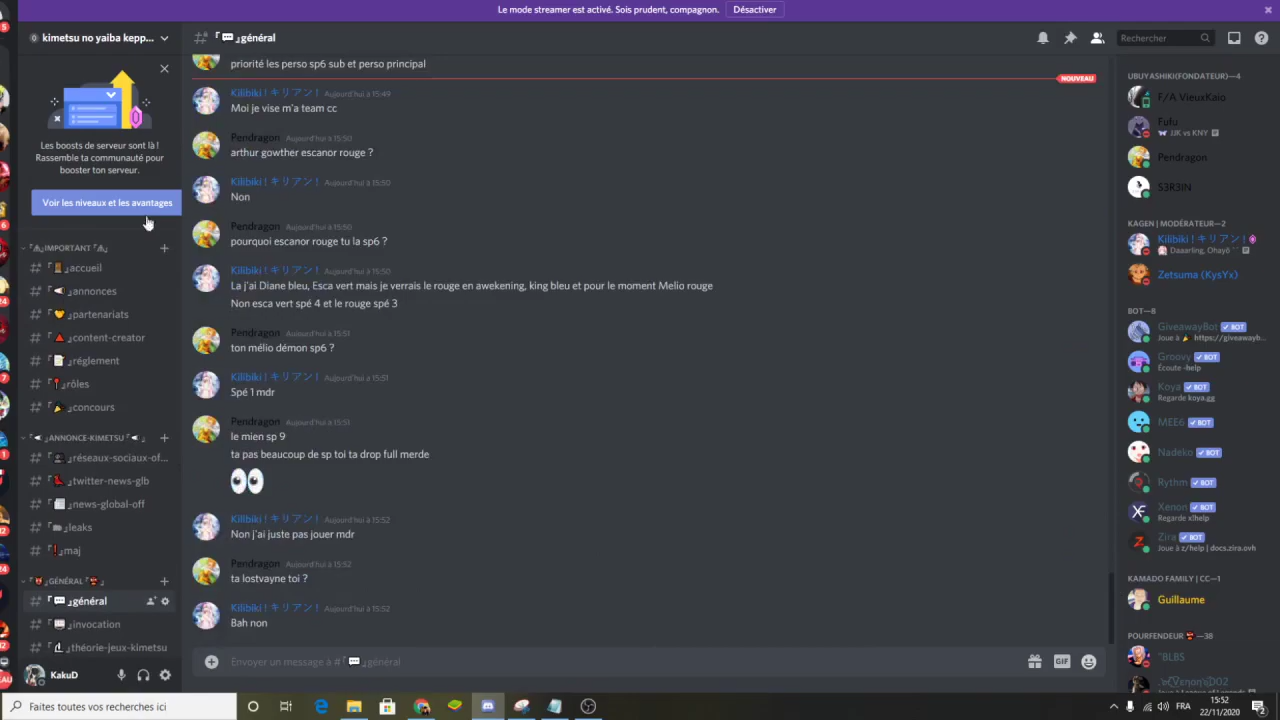 Le mode streamer est activé. Sois prudent, compagnon.
Désactiver
kimetsu no yaiba kepp...
Les boosts de serveur sont là !
Rassemble ta communauté pour
booster ton serveur.
Voir les niveaux et les avantages
『⚠』IMPORTANT『⚠』
accueil
annonces
partenariats
content-creator
réglement
rôles
concours
ANNONCE-KIMETSU
réseaux-sociaux-of...
twitter-news-glb
news-global-off
leaks
maj
GÉNÉRAL
『💬』général
invocation
théorie-jeux-kimetsu
KakuD
『💬』général
Rechercher
priorité les perso sp6 sub et perso principal
NOUVEAU
Kilibiki ! キリアン ! Aujourd'hui à 15:49
Moi je vise m'a team cc
Pendragon Aujourd'hui à 15:50
arthur gowther escanor rouge ?
Kilibiki ! キリアン ! Aujourd'hui à 15:50
Non
Pendragon Aujourd'hui à 15:50
pourquoi escanor rouge tu la sp6 ?
Kilibiki ! キリアン ! Aujourd'hui à 15:50
La j'ai Diane bleu, Esca vert mais je verrais le rouge en awekening, king bleu et pour le moment Melio rouge
Non esca vert spé 4 et le rouge spé 3
Pendragon Aujourd'hui à 15:51
ton mélio démon sp6 ?
Kilibiki ! キリアン ! Aujourd'hui à 15:51
Spé 1 mdr
Pendragon Aujourd'hui à 15:51
le mien sp 9
ta pas beaucoup de sp toi ta drop full merde
Kilibiki ! キリアン ! Aujourd'hui à 15:52
Non j'ai juste pas jouer mdr
Pendragon Aujourd'hui à 15:52
ta lostvayne toi ?
Kilibiki ! キリアン ! Aujourd'hui à 15:52
Bah non
Envoyer un message à #『💬』général
GIF
UBUYASHIKI(FONDATEUR)—4
F/A VieuxKaio
Fufu
JJK vs KNY
Pendragon
S3R3IN
KAGEN | MODÉRATEUR—2
Kilibiki ! キリアン !
Daaarling, Ohayō
Zetsuma (KysYx)
BOT—8
GiveawayBot BOT
Joue à 🎉 https://giveawayb...
Groovy BOT
Écoute -help
Koya BOT
Regarde koya.gg
MEE6 BOT
Nadeko BOT
Rythm BOT
Xenon BOT
Regarde x!help
Zira BOT
Joue à z/help | docs.zira.ovh
KAMADO FAMILY | CC—1
Guillaume
POURFENDEUR 👹—38
"BLBS
Faites toutes vos recherches ici
FRA
15:52
22/11/2020